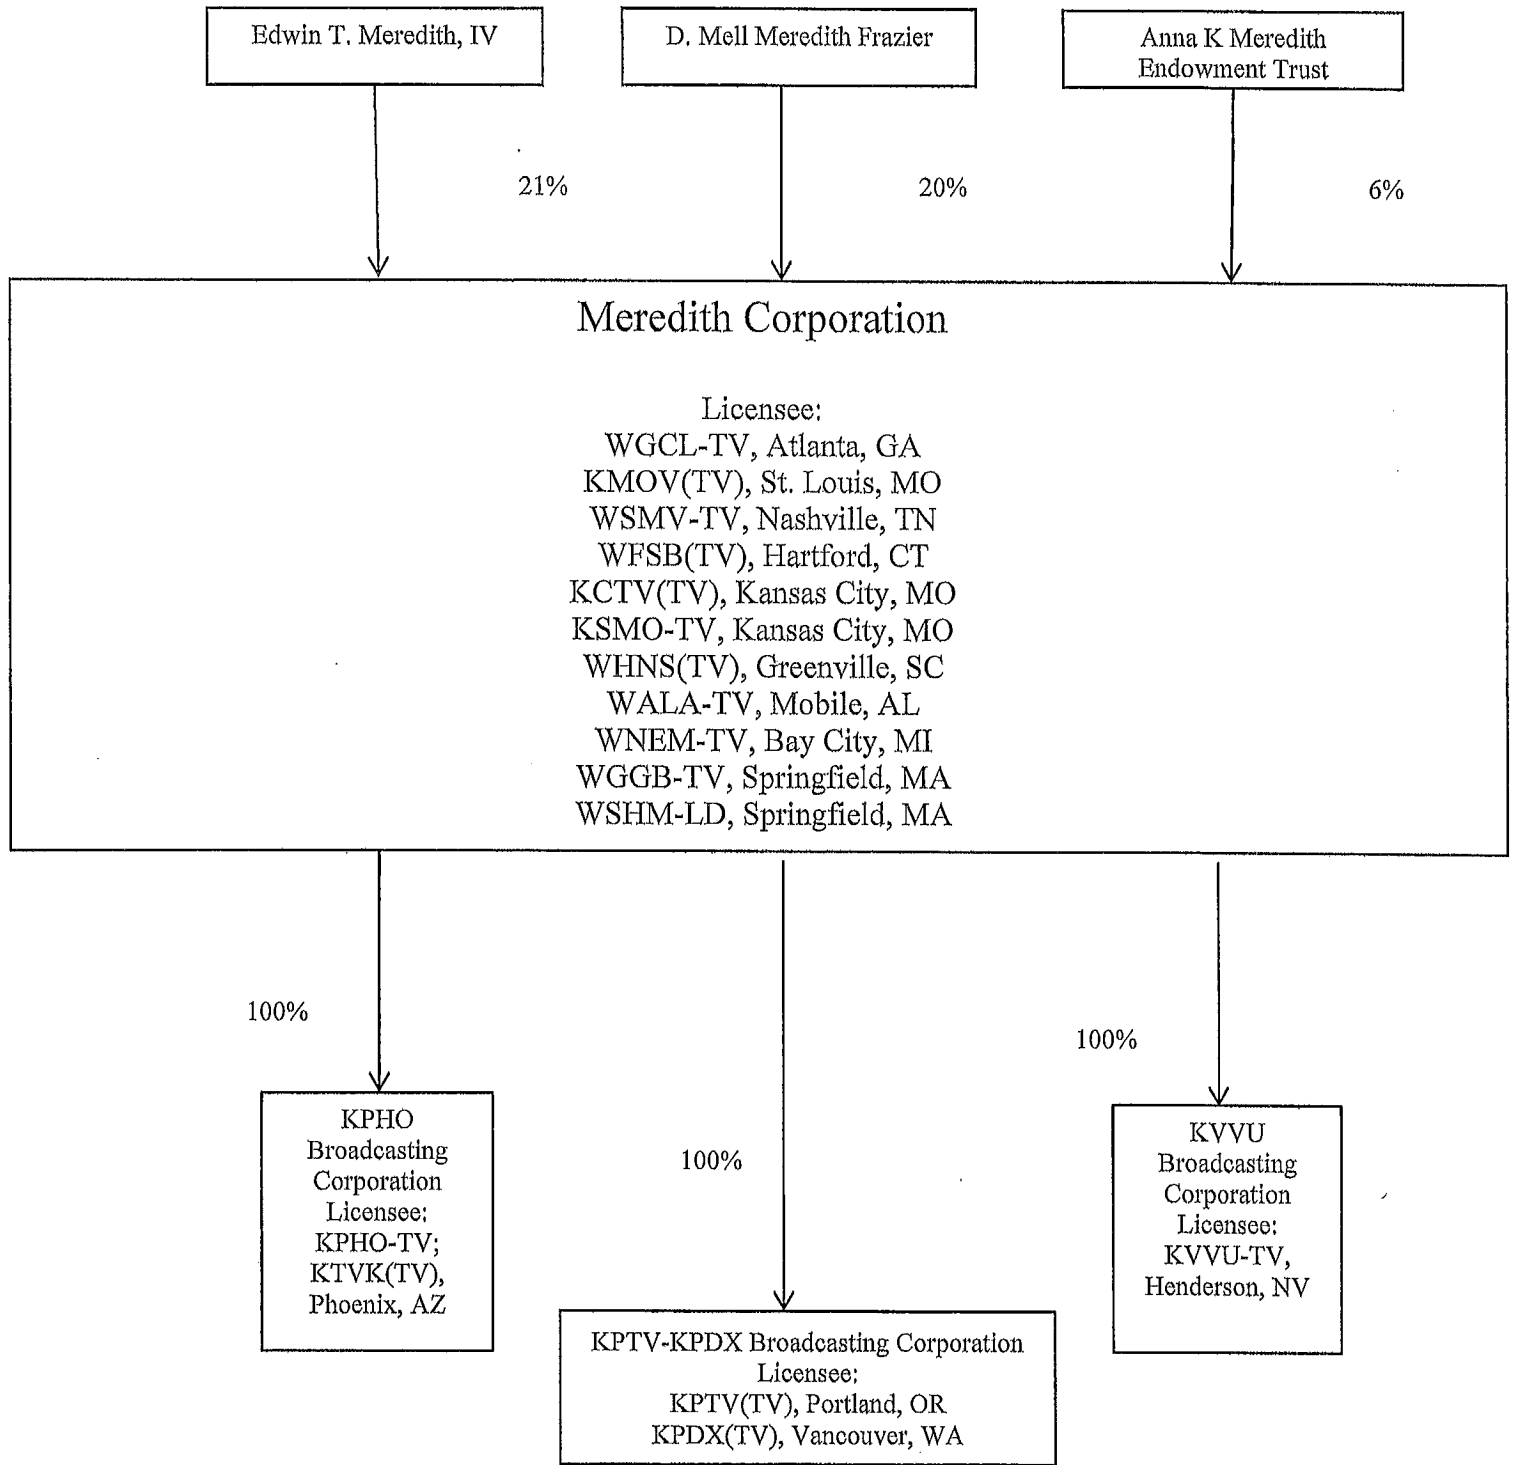 Edwin T. Meredith, IV
D. Mell Meredith Frazier
Anna K Meredith
Endowment Trust
21%
20%
6%
Meredith Corporation
Licensee:
WGCL-TV, Atlanta, GA
KMOV(TV), St. Louis, MO
WSMV-TV, Nashville, TN
WFSB(TV), Hartford, CT
KCTV(TV), Kansas City, MO
KSMO-TV, Kansas City, MO
WHNS(TV), Greenville, SC
WALA-TV, Mobile, AL
WNEM-TV, Bay City, MI
WGGB-TV, Springfield, MA
WSHM-LD, Springfield, MA
100%
100%
100%
KPHO
Broadcasting
Corporation
Licensee:
KPHO-TV;
KTVK(TV),
Phoenix, AZ
KPTV-KPDX Broadcasting Corporation
Licensee:
KPTV(TV), Portland, OR
KPDX(TV), Vancouver, WA
KVVU
Broadcasting
Corporation
Licensee:
KVVU-TV,
Henderson, NV